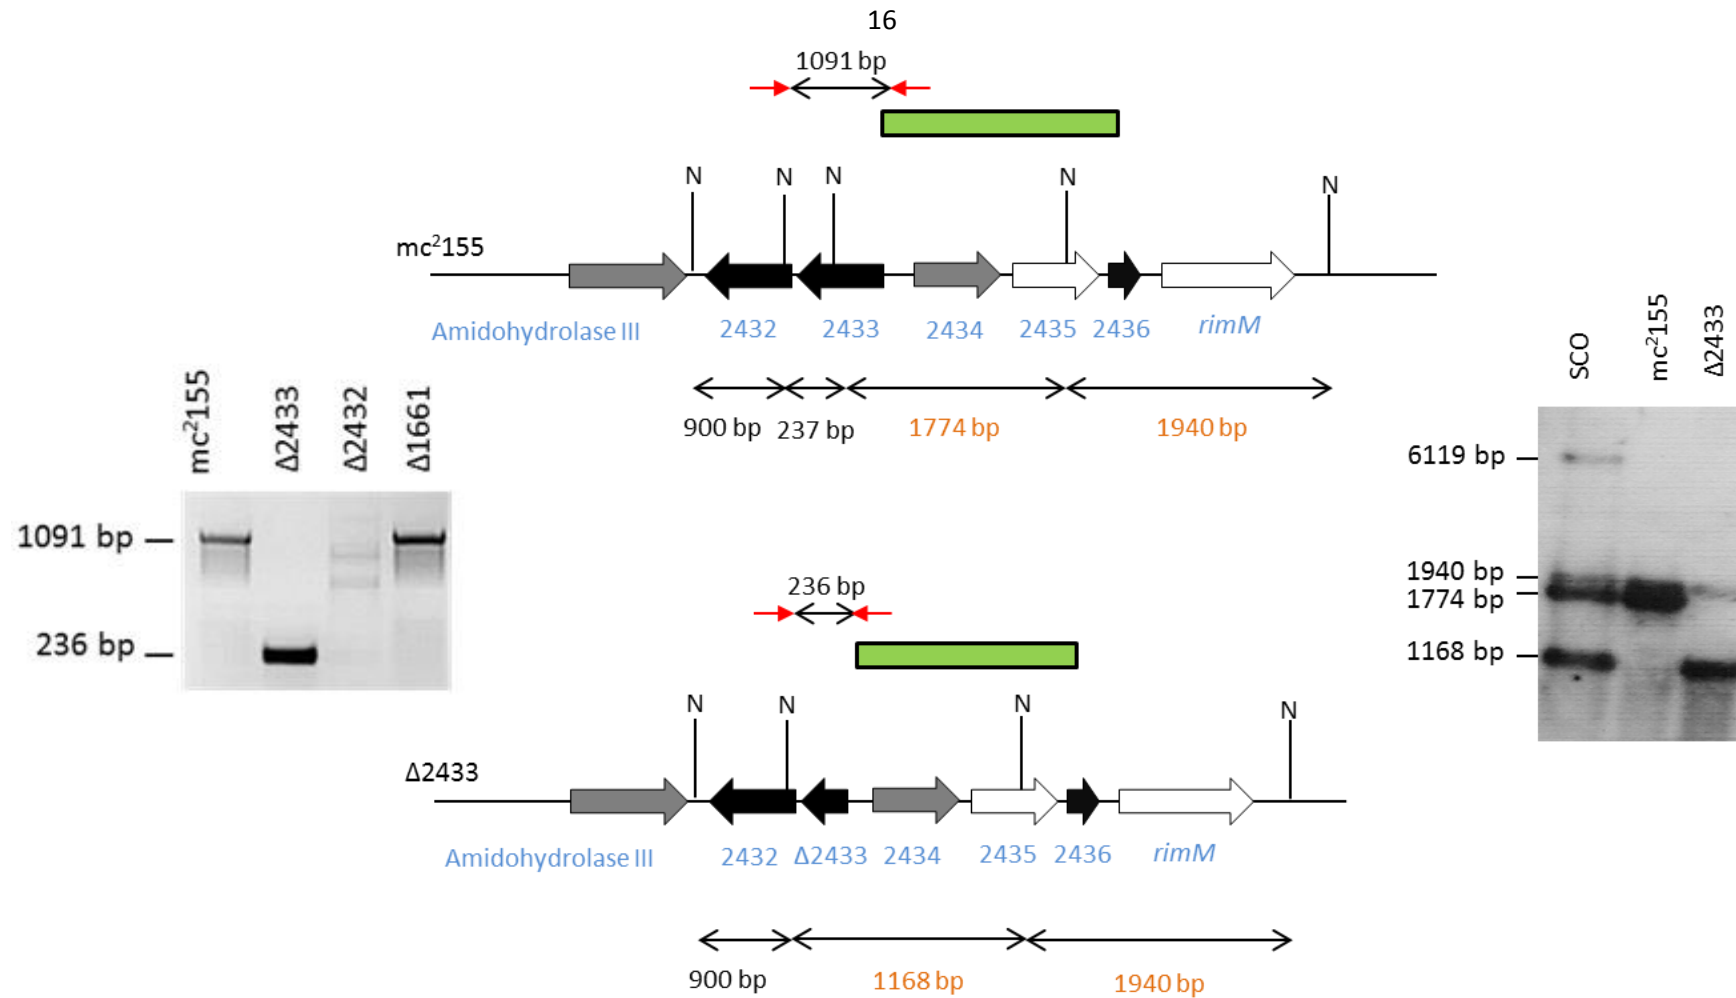 16
1091 bp
N N N N N
mc²155
Amidohydrolase III 2432 2433 2434 2435 2436 rimM
900 bp 237 bp 1774 bp 1940 bp
mc²155 Δ2433 Δ2432 Δ1661
1091 bp
236 bp
236 bp
N N N N
Δ2433
Amidohydrolase III 2432 Δ2433 2434 2435 2436 rimM
900 bp 1168 bp 1940 bp
SCO mc²155 Δ2433
6119 bp
1940 bp
1774 bp
1168 bp